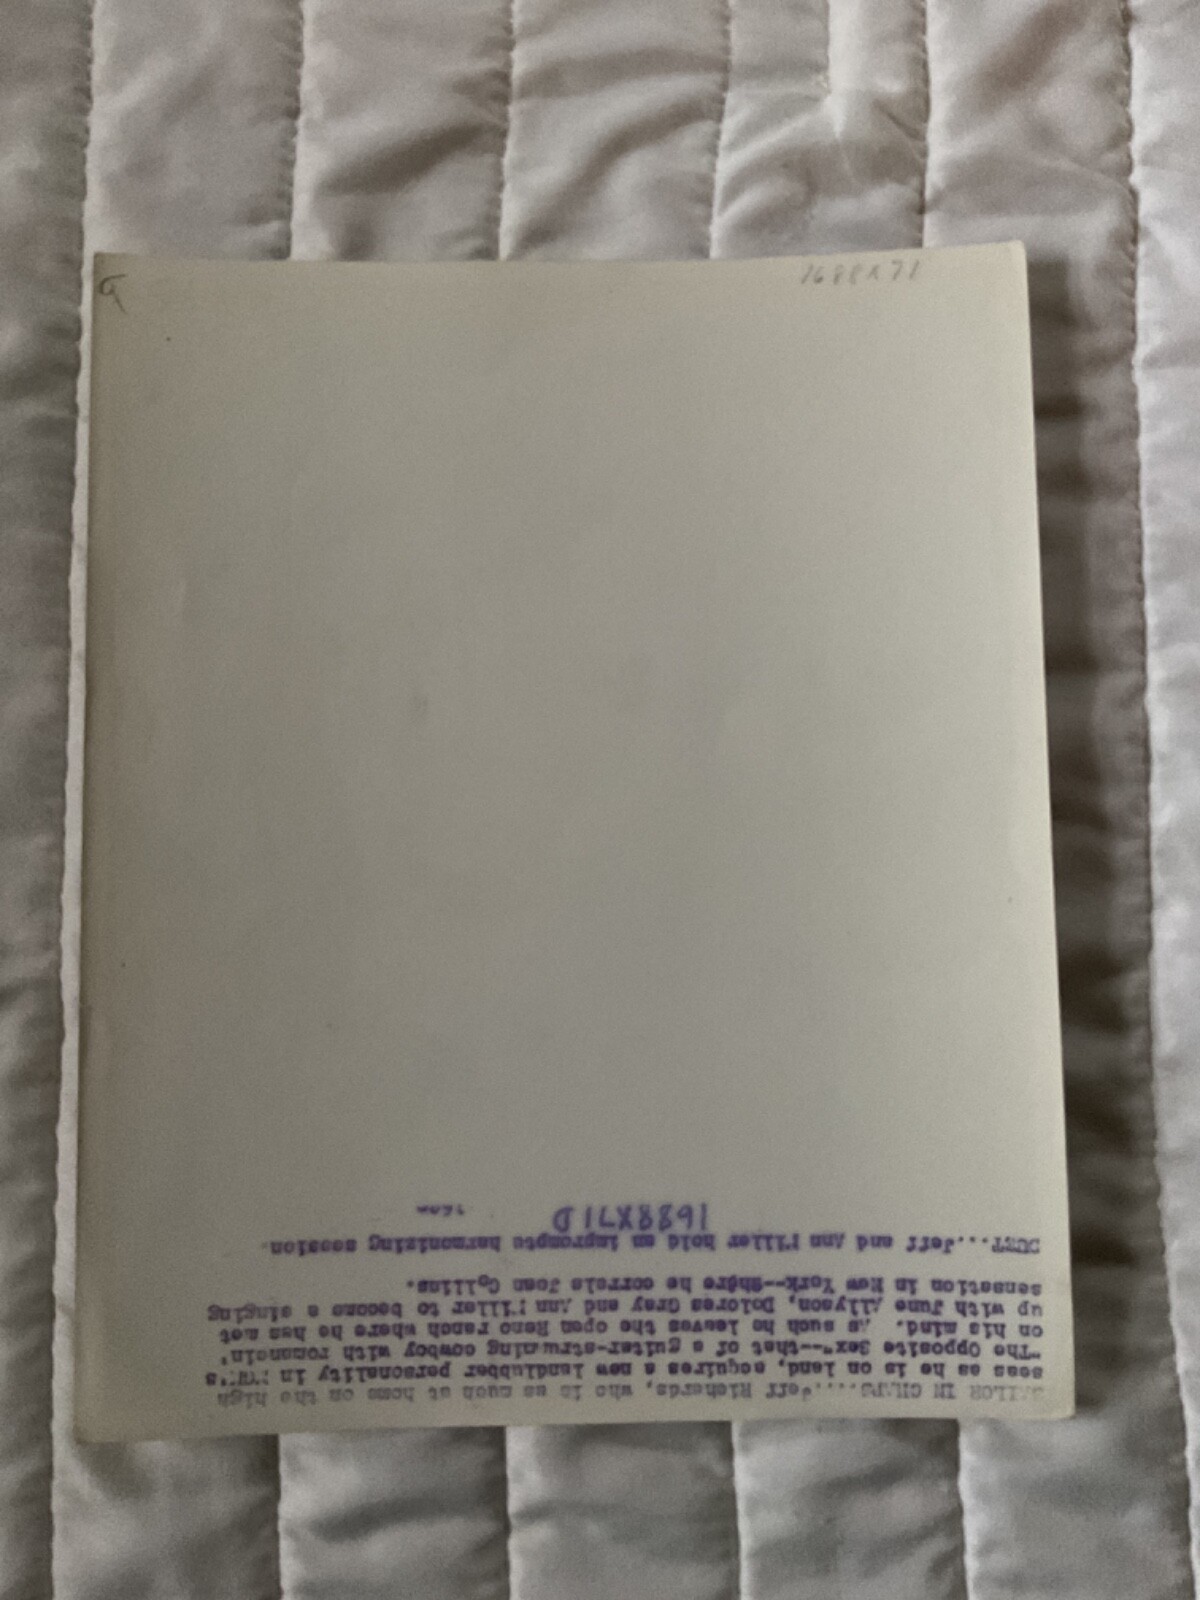 SAILOR IN CHAPS....Jeff Richards, who is as much at home on the high
seas as he is on land, acquires a new landlubber personality in MGM's
"The Opposite Sex"--that of a guitar-strumming cowboy with romancin'
on his mind. As such he leaves the open Reno ranch where he has met
up with June Allyson, Dolores Gray and Ann Miller to become a singing
sensation in New York--where he corrals Joan Collins.
DUET....Jeff and Ann Miller hold an impromptu harmonizing session.
1688X71D
1688X71